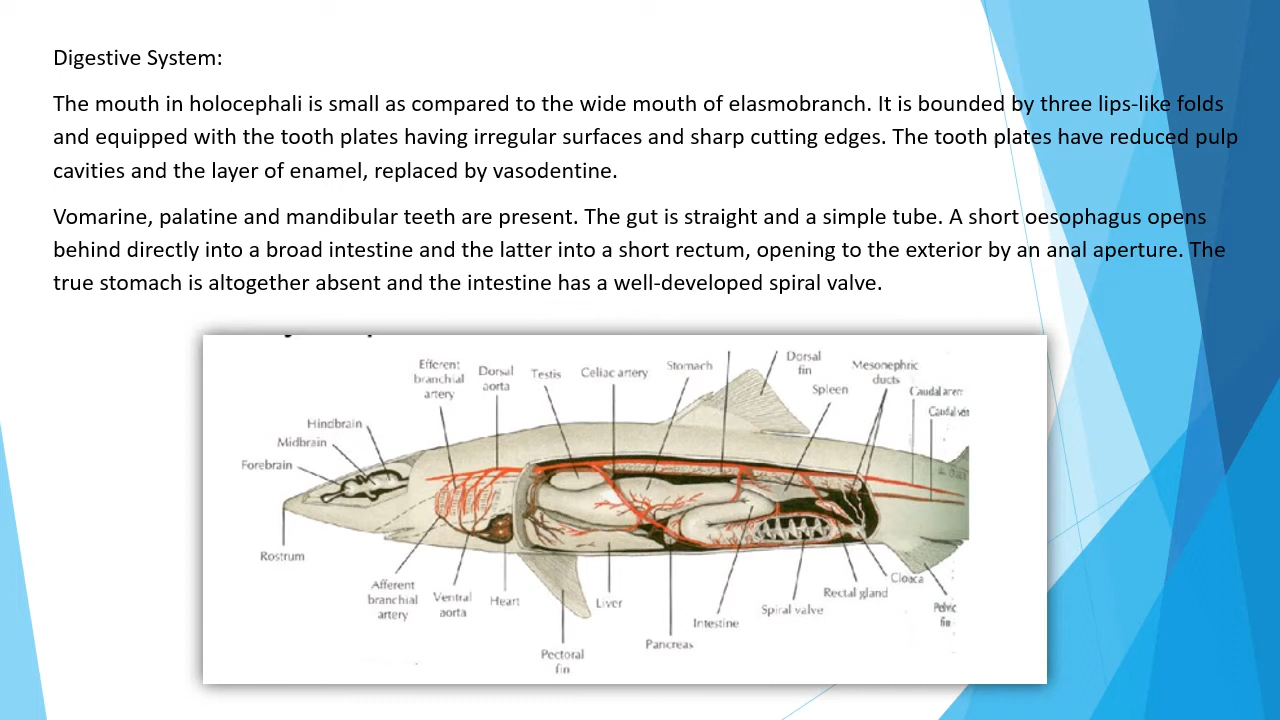 Digestive System:
The mouth in holocephali is small as compared to the wide mouth of elasmobranch. It is bounded by three lips-like folds
and equipped with the tooth plates having irregular surfaces and sharp cutting edges. The tooth plates have reduced pulp
cavities and the layer of enamel, replaced by vasodentine.
Vomarine, palatine and mandibular teeth are present. The gut is straight and a simple tube. A short oesophagus opens
behind directly into a broad intestine and the latter into a short rectum, opening to the exterior by an anal aperture. The
true stomach is altogether absent and the intestine has a well-developed spiral valve.
Efferent
branchial
artery
Dorsal
aorta
Testis
Celiac artery
Stomach
Dorsal
fin
Spleen
Mesonephric
ducts
Caudal
Caudal
Hindbrain
Midbrain
Forebrain
Rostrum
Afferent
branchial
artery
Ventral
aorta
Heart
Pectoral
fin
Liver
Pancreas
Intestine
Spiral valve
Rectal gland
Cloaca
Pelvic
fin